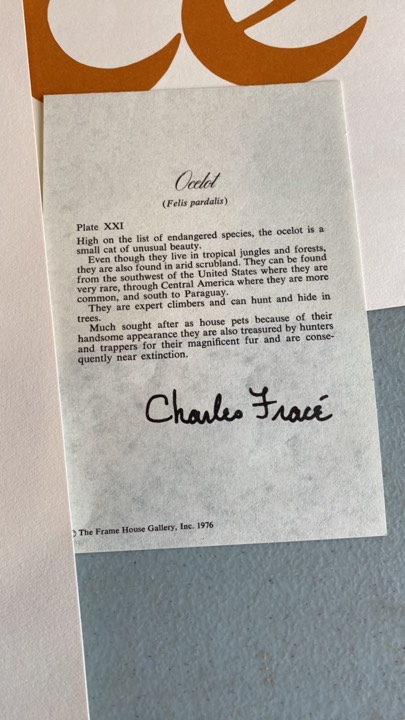 ce
Ocelot
(Felis pardalis)
Plate XXI
High on the list of endangered species, the ocelot is a
small cat of unusual beauty.
Even though they live in tropical jungles and forests,
they are also found in arid scrubland. They can be found
from the southwest of the United States where they are
very rare, through Central America where they are more
common, and south to Paraguay.
They are expert climbers and can hunt and hide in
trees.
Much sought after as house pets because of their
handsome appearance they are also treasured by hunters
and trappers for their magnificent fur and are conse-
quently near extinction.
Charles Fracé
© The Frame House Gallery, Inc. 1976